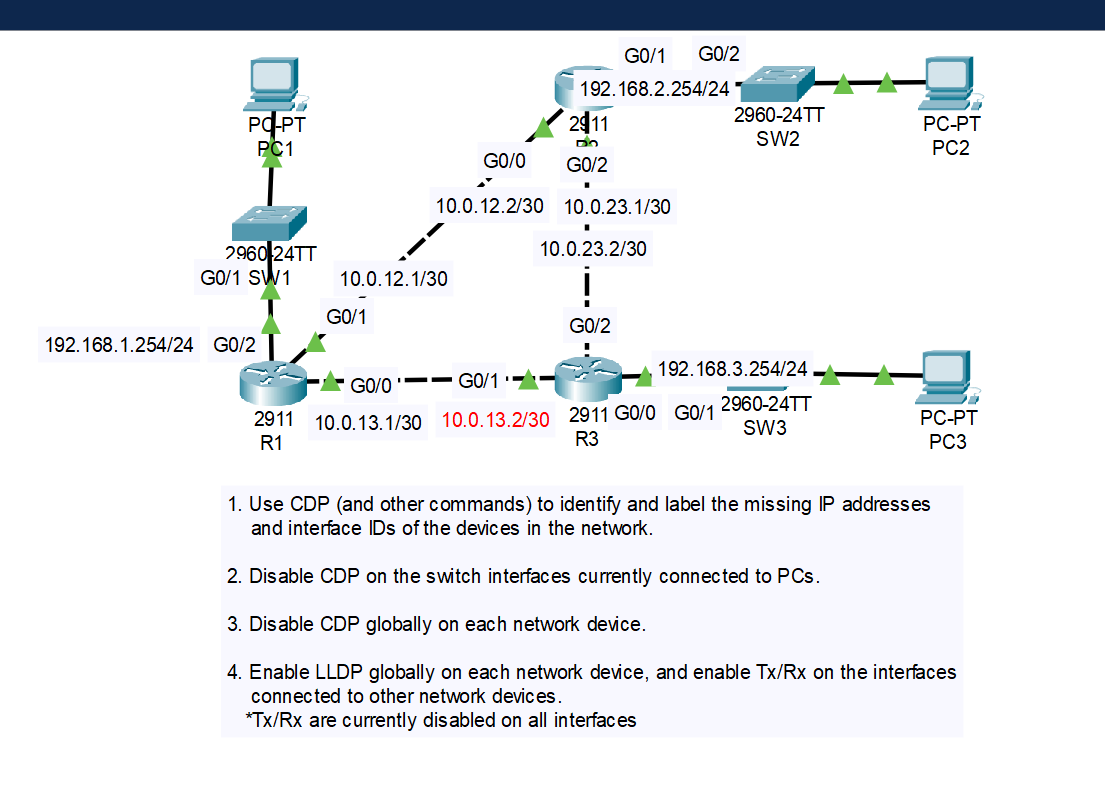 G0/1
G0/2
192.168.2.254/24
PC-PT
PC1
2911
2960-24TT
SW2
PC-PT
PC2
G0/0
G0/2
10.0.12.2/30
10.0.23.1/30
10.0.23.2/30
2960-24TT
G0/1
SW1
10.0.12.1/30
G0/1
G0/2
192.168.1.254/24
G0/2
G0/0
G0/1
192.168.3.254/24
10.0.13.1/30
10.0.13.2/30
2911
R1
2911
R3
G0/0
G0/1
2960-24TT
SW3
PC-PT
PC3
1. Use CDP (and other commands) to identify and label the missing IP addresses
and interface IDs of the devices in the network.
2. Disable CDP on the switch interfaces currently connected to PCs.
3. Disable CDP globally on each network device.
4. Enable LLDP globally on each network device, and enable Tx/Rx on the interfaces
connected to other network devices.
*Tx/Rx are currently disabled on all interfaces